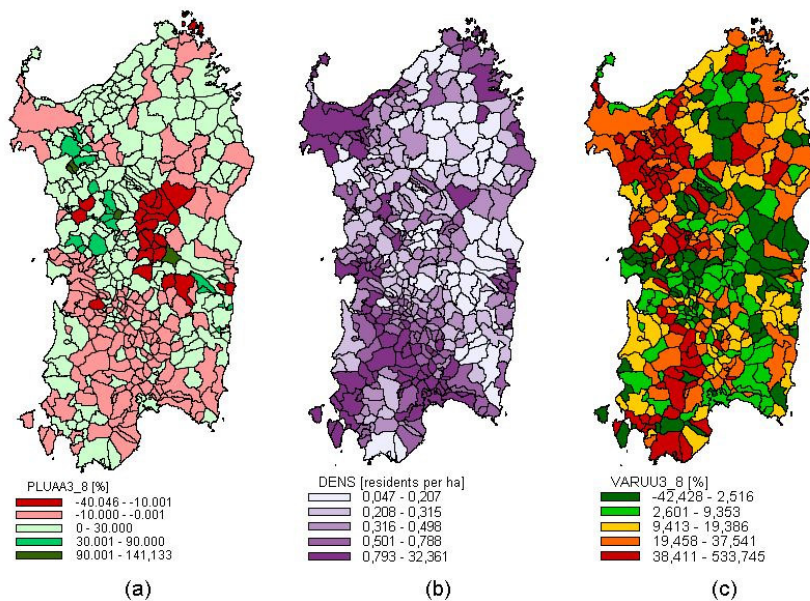 PLUAA3_8 [%]
-40.046 - -10.001
-10.000 - -0.001
0 - 30.000
30.001 - 90.000
90.001 - 141,133
(a)
DENS [residents per ha]
0,047 - 0,207
0,208 - 0,315
0,316 - 0,498
0,501 - 0,788
0,793 - 32,361
(b)
VARUU3_8 [%]
-42,428 - 2,516
2,601 - 9,353
9,413 - 19,386
19,458 - 37,541
38,411 - 533,745
(c)